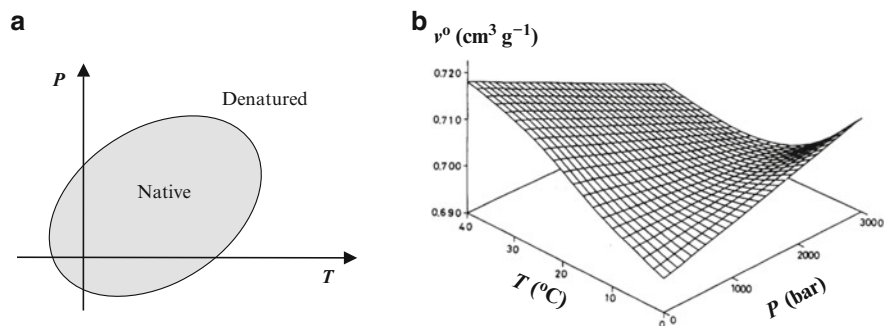 a
P
Denatured
Native
T
b
v° (cm³ g⁻¹)
0.720
0.710
0.700
0.690
40
30
20
10
0
T (°C)
0
1000
2000
3000
P (bar)